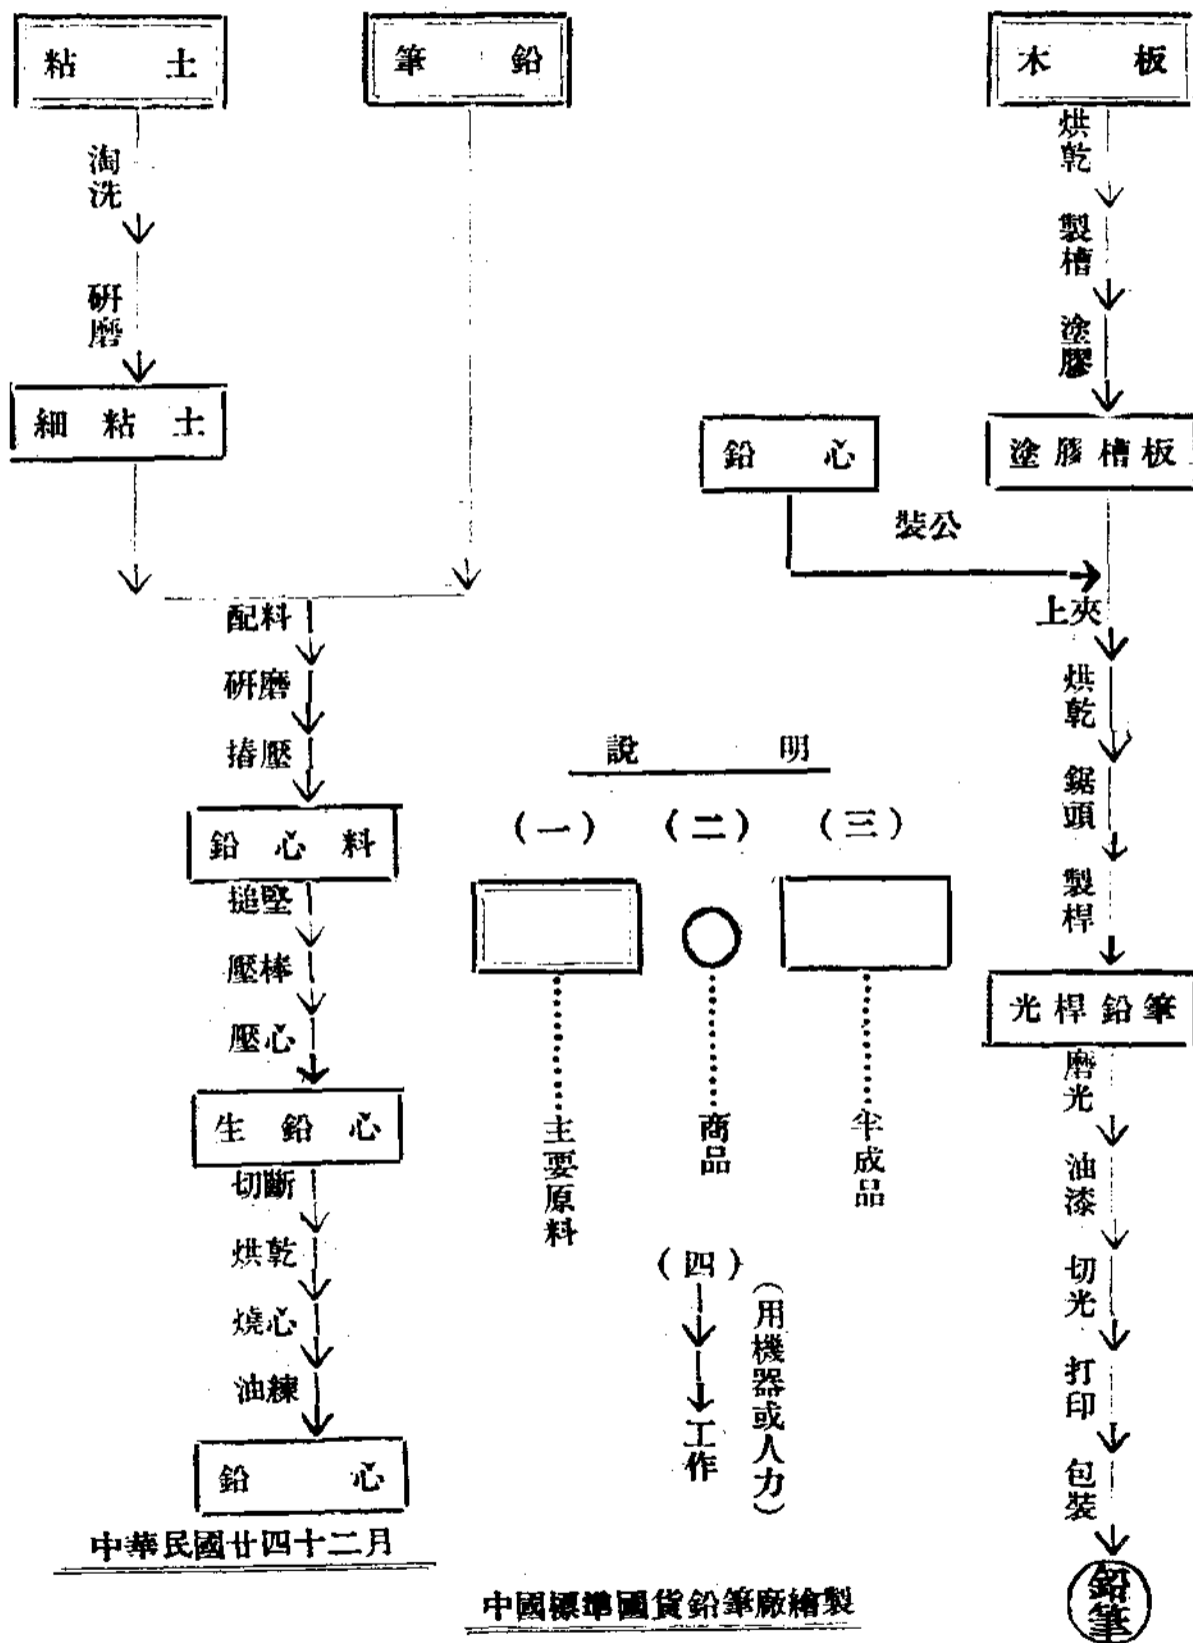 粘土
淘洗
研磨
細粘土
筆鉛
配料
研磨
搗壓
鉛心料
搥堅
壓棒
壓心
生鉛心
切斷
烘乾
燒心
油練
鉛心
中華民國廿四十二月
木板
烘乾
製槽
塗膠
塗膠槽板
鉛心
裝公
上夾
烘乾
鋸頭
製桿
光桿鉛筆
磨光
油漆
切光
打印
包裝
鉛筆
說明
(一)
主要原料
(二)
商品
(三)
半成品
(四)
工作
(用機器或人力)
中國標準國貨鉛筆廠繪製